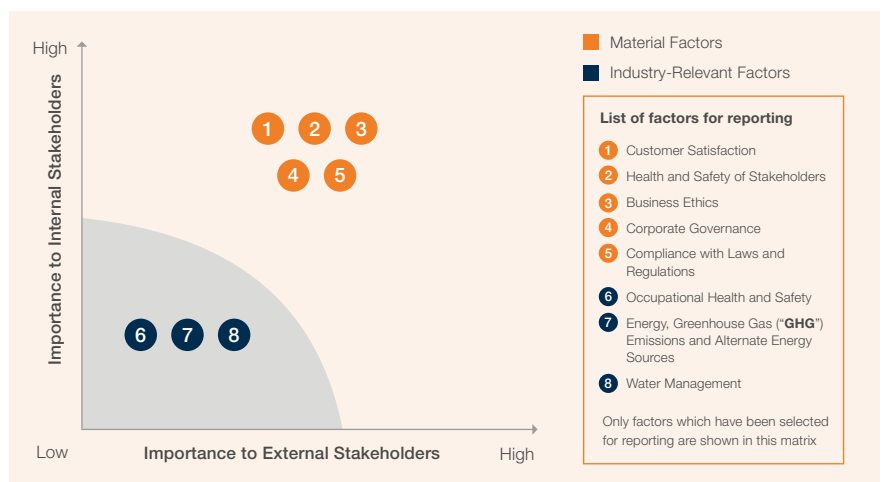 High
Importance to Internal Stakeholders
1
2
3
4
5
6
7
8
Low
Importance to External Stakeholders
High
Material Factors
Industry-Relevant Factors
List of factors for reporting
1 Customer Satisfaction
2 Health and Safety of Stakeholders
3 Business Ethics
4 Corporate Governance
5 Compliance with Laws and
Regulations
6 Occupational Health and Safety
7 Energy, Greenhouse Gas (“GHG”)
Emissions and Alternate Energy
Sources
8 Water Management
Only factors which have been selected
for reporting are shown in this matrix